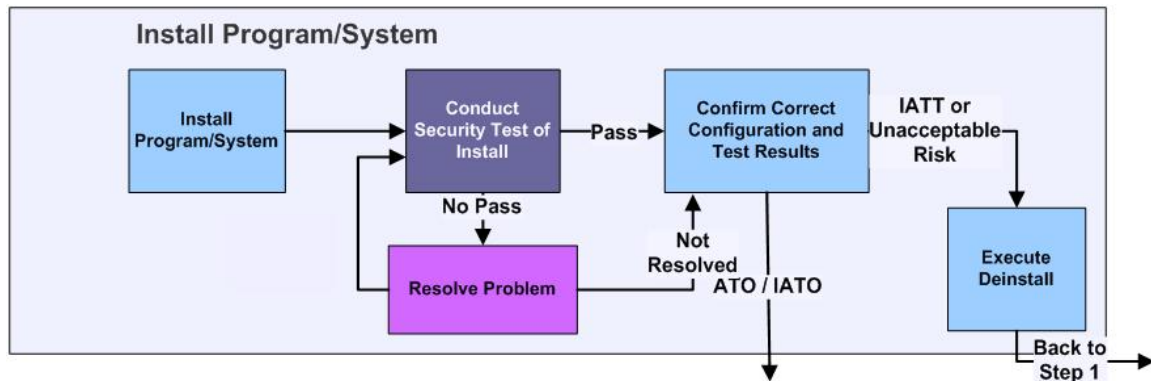 Install Program/System
Install
Program/System
Conduct
Security Test of
Install
Pass
Confirm Correct
Configuration and
Test Results
IATT or
Unacceptable
Risk
No Pass
Resolve Problem
Not
Resolved
ATO / IATO
Execute
Deinstall
Back to
Step 1